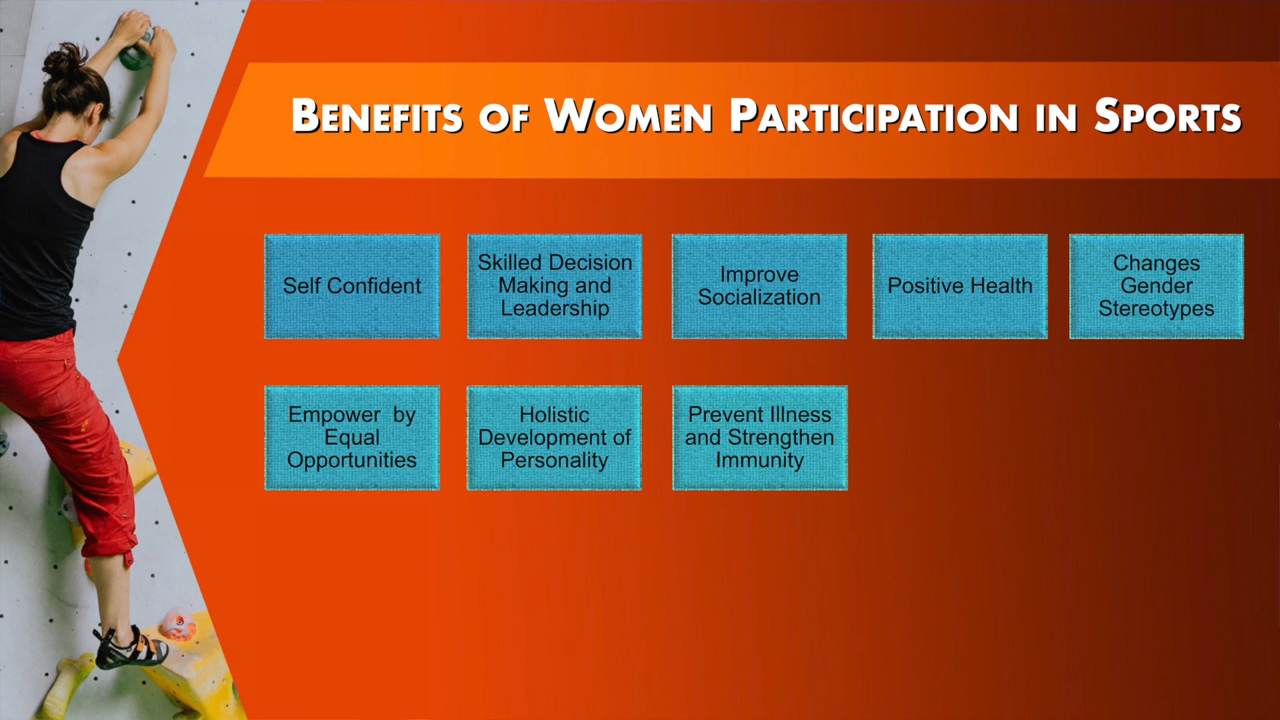 Benefits of Women Participation in Sports
Self Confident
Skilled Decision
Making and
Leadership
Improve
Socialization
Positive Health
Changes
Gender
Stereotypes
Empower by
Equal
Opportunities
Holistic
Development of
Personality
Prevent Illness
and Strengthen
Immunity